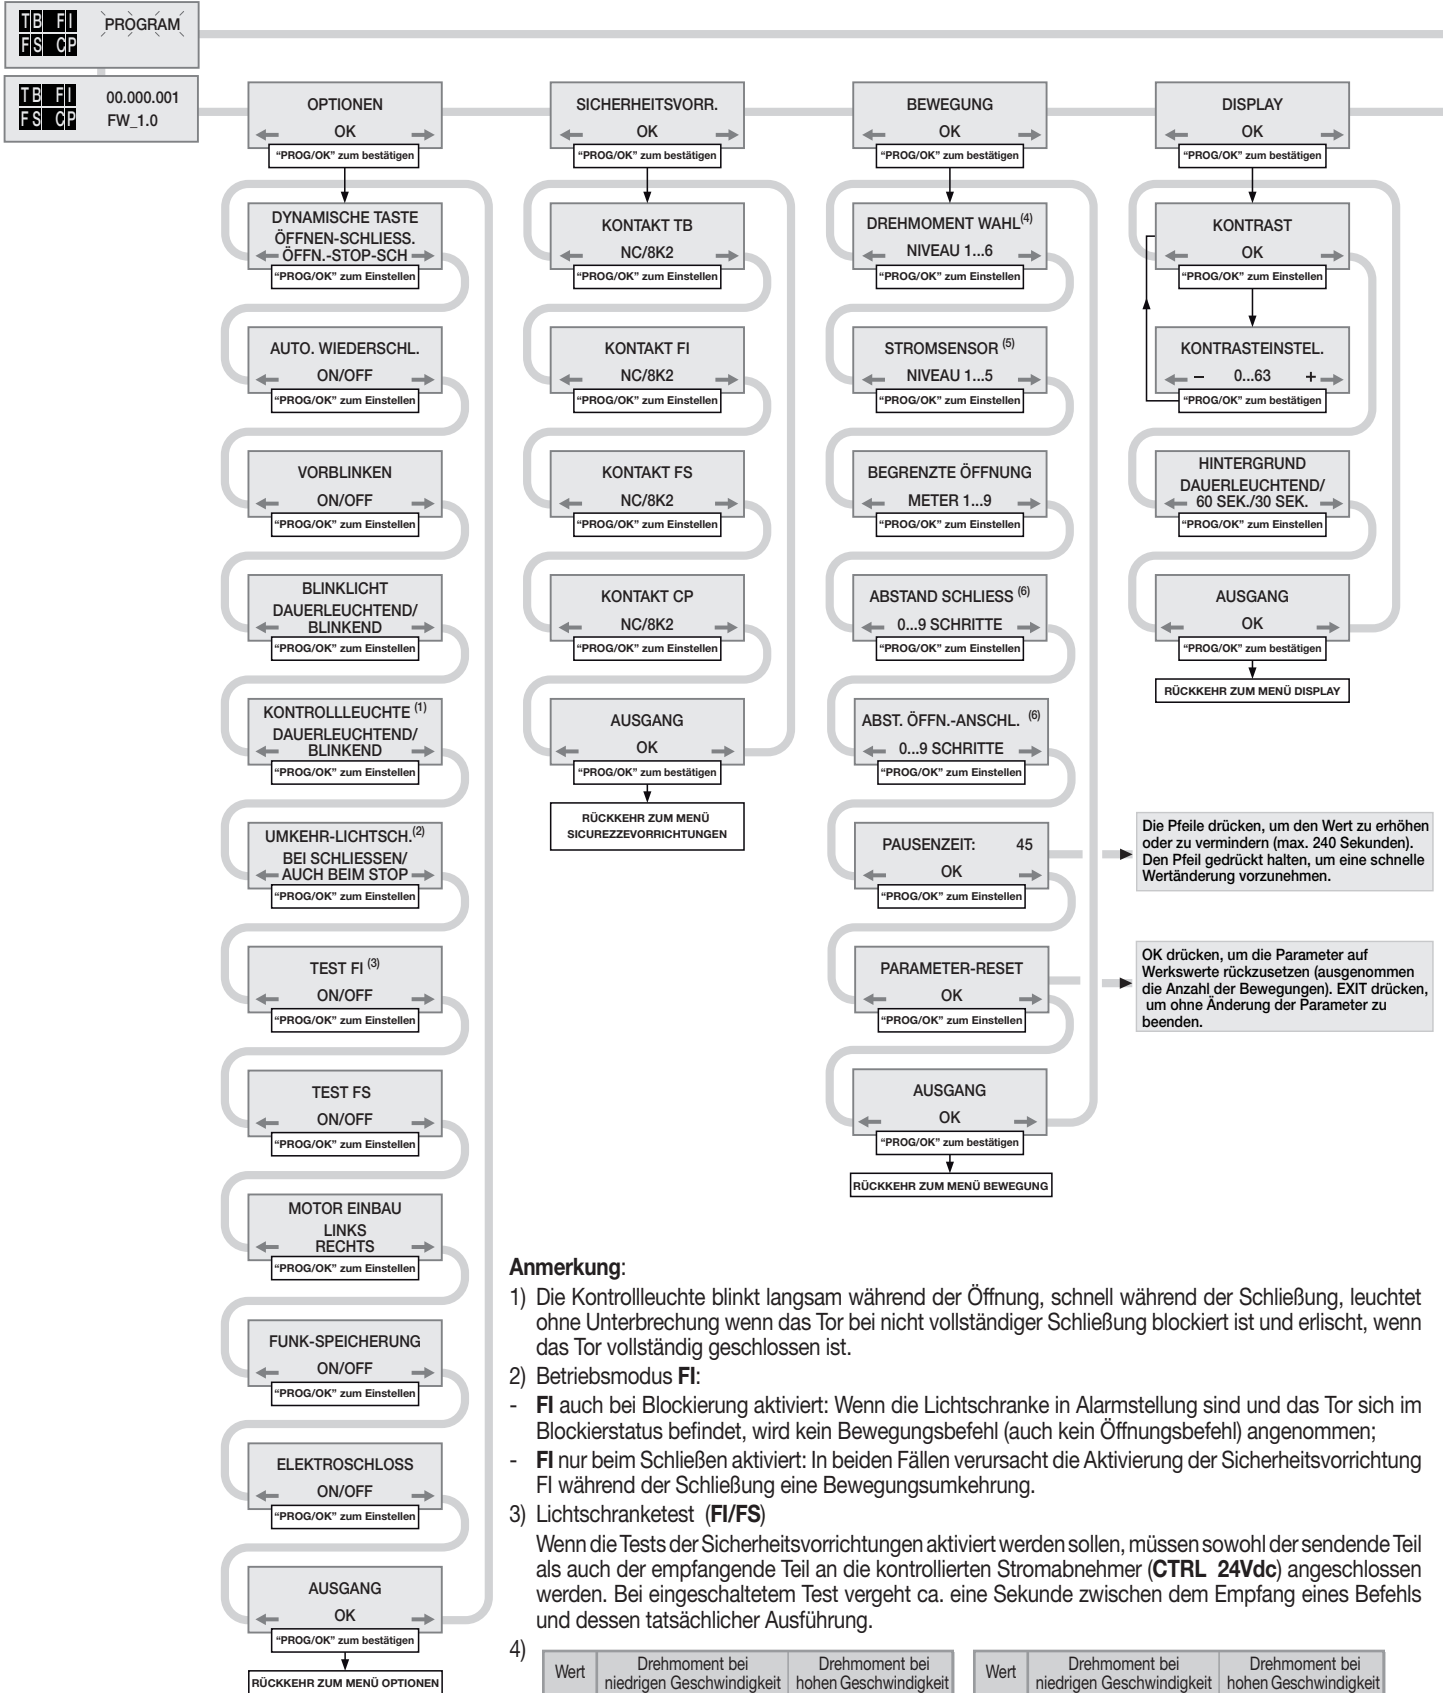 TB FI
FS CP
PROGRAM
TB FI
FS CP
00.000.001
FW_1.0
OPTIONEN
OK
“PROG/OK” zum bestätigen
DYNAMISCHE TASTE
ÖFFNEN-SCHLIESS.
ÖFFN.-STOP-SCH
“PROG/OK” zum Einstellen
AUTO. WIEDERSCHL.
ON/OFF
“PROG/OK” zum Einstellen
VORBLINKEN
ON/OFF
“PROG/OK” zum Einstellen
BLINKLICHT
DAUERLEUCHTEND/
BLINKEND
“PROG/OK” zum Einstellen
KONTROLLLEUCHTE (1)
DAUERLEUCHTEND/
BLINKEND
“PROG/OK” zum Einstellen
UMKEHR-LICHTSCH.(2)
BEI SCHLIESSEN/
AUCH BEIM STOP
“PROG/OK” zum Einstellen
TEST FI (3)
ON/OFF
“PROG/OK” zum Einstellen
TEST FS
ON/OFF
“PROG/OK” zum Einstellen
MOTOR EINBAU
LINKS
RECHTS
“PROG/OK” zum Einstellen
FUNK-SPEICHERUNG
ON/OFF
“PROG/OK” zum Einstellen
ELEKTROSCHLOSS
ON/OFF
“PROG/OK” zum Einstellen
AUSGANG
OK
“PROG/OK” zum bestätigen
RÜCKKEHR ZUM MENÜ OPTIONEN
SICHERHEITSVORR.
OK
“PROG/OK” zum bestätigen
KONTAKT TB
NC/8K2
“PROG/OK” zum Einstellen
KONTAKT FI
NC/8K2
“PROG/OK” zum Einstellen
KONTAKT FS
NC/8K2
“PROG/OK” zum Einstellen
KONTAKT CP
NC/8K2
“PROG/OK” zum Einstellen
AUSGANG
OK
“PROG/OK” zum bestätigen
RÜCKKEHR ZUM MENÜ
SICUREZZEVORRICHTUNGEN
BEWEGUNG
OK
“PROG/OK” zum bestätigen
DREHMOMENT WAHL(4)
NIVEAU 1...6
“PROG/OK” zum Einstellen
STROMSENSOR (5)
NIVEAU 1...5
“PROG/OK” zum Einstellen
BEGRENZTE ÖFFNUNG
METER 1...9
“PROG/OK” zum Einstellen
ABSTAND SCHLIESS (6)
0...9 SCHRITTE
“PROG/OK” zum Einstellen
ABST. ÖFFN.-ANSCHL. (6)
0...9 SCHRITTE
“PROG/OK” zum Einstellen
PAUSENZEIT: 45
OK
“PROG/OK” zum Einstellen
PARAMETER-RESET
OK
“PROG/OK” zum Einstellen
AUSGANG
OK
“PROG/OK” zum bestätigen
RÜCKKEHR ZUM MENÜ BEWEGUNG
DISPLAY
OK
“PROG/OK” zum bestätigen
KONTRAST
OK
“PROG/OK” zum Einstellen
KONTRASTEINSTEL.
– 0...63 +
“PROG/OK” zum bestätigen
HINTERGRUND
DAUERLEUCHTEND/
60 SEK./30 SEK.
“PROG/OK” zum Einstellen
AUSGANG
OK
“PROG/OK” zum bestätigen
RÜCKKEHR ZUM MENÜ DISPLAY
Die Pfeile drücken, um den Wert zu erhöhen
oder zu vermindern (max. 240 Sekunden).
Den Pfeil gedrückt halten, um eine schnelle
Wertänderung vorzunehmen.
OK drücken, um die Parameter auf
Werkswerte rückzusetzen (ausgenommen
die Anzahl der Bewegungen). EXIT drücken,
um ohne Änderung der Parameter zu
beenden.
Anmerkung:
1) Die Kontrollleuchte blinkt langsam während der Öffnung, schnell während der Schließung, leuchtet
ohne Unterbrechung wenn das Tor bei nicht vollständiger Schließung blockiert ist und erlischt, wenn
das Tor vollständig geschlossen ist.
2) Betriebsmodus FI:
- FI auch bei Blockierung aktiviert: Wenn die Lichtschranke in Alarmstellung sind und das Tor sich im
Blockierstatus befindet, wird kein Bewegungsbefehl (auch kein Öffnungsbefehl) angenommen;
- FI nur beim Schließen aktiviert: In beiden Fällen verursacht die Aktivierung der Sicherheitsvorrichtung
FI während der Schließung eine Bewegungsumkehrung.
3) Lichtschranketest (FI/FS)
Wenn die Tests der Sicherheitsvorrichtungen aktiviert werden sollen, müssen sowohl der sendende Teil
als auch der empfangende Teil an die kontrollierten Stromabnehmer (CTRL 24Vdc) angeschlossen
werden. Bei eingeschaltetem Test vergeht ca. eine Sekunde zwischen dem Empfang eines Befehls
und dessen tatsächlicher Ausführung.
4)
Wert
Drehmoment bei
niedrigen Geschwindigkeit
Drehmoment bei
hohen Geschwindigkeit
Wert
Drehmoment bei
niedrigen Geschwindigkeit
Drehmoment bei
hohen Geschwindigkeit